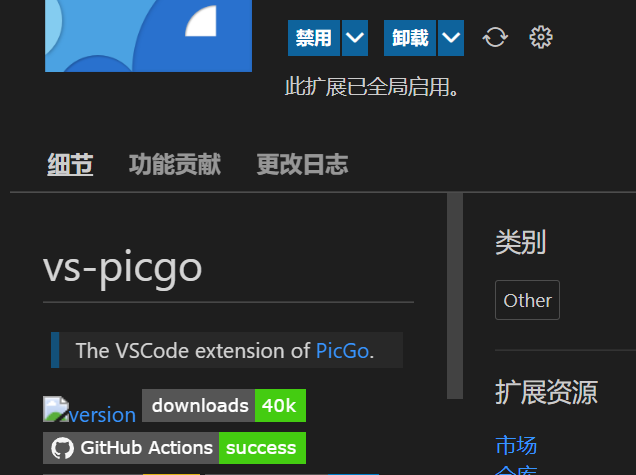 禁用 卸载
此扩展已全局启用。
细节 功能贡献 更改日志
vs-picgo
The VSCode extension of PicGo.
version downloads 40k
GitHub Actions success
类别
Other
扩展资源
市场
仓库